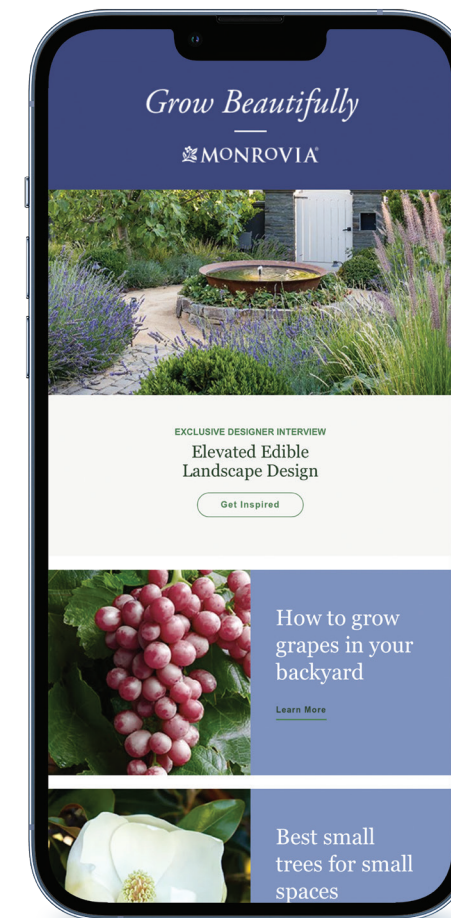 Grow Beautifully
MONROVIA®
EXCLUSIVE DESIGNER INTERVIEW
Elevated Edible
Landscape Design
Get Inspired
How to grow
grapes in your
backyard
Learn More
Best small
trees for small
spaces